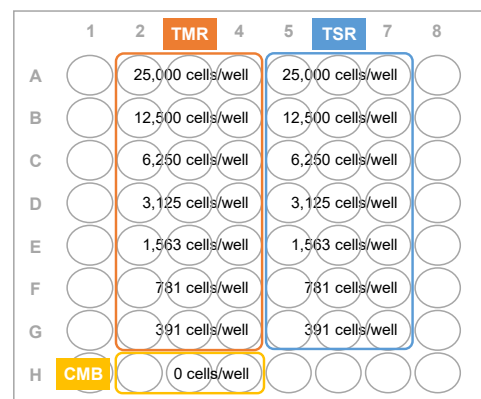 1 2 TMR 4 5 TSR 7 8
A 25,000 cells/well 25,000 cells/well
B 12,500 cells/well 12,500 cells/well
C 6,250 cells/well 6,250 cells/well
D 3,125 cells/well 3,125 cells/well
E 1,563 cells/well 1,563 cells/well
F 781 cells/well 781 cells/well
G 391 cells/well 391 cells/well
H CMB 0 cells/well